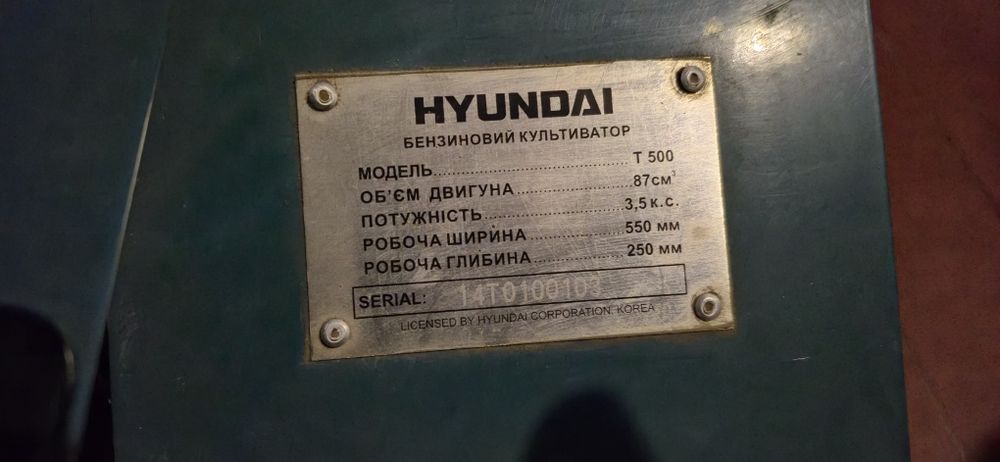 HYUNDAI
БЕНЗИНОВИЙ КУЛЬТИВАТОР
МОДЕЛЬ........................T 500
ОБ'ЄМ ДВИГУНА........................87см³
ПОТУЖНІСТЬ........................3,5 к.с.
РОБОЧА ШИРИНА........................550 мм
РОБОЧА ГЛИБИНА........................250 мм
SERIAL: 14T0100103
LICENSED BY HYUNDAI CORPORATION. KOREA